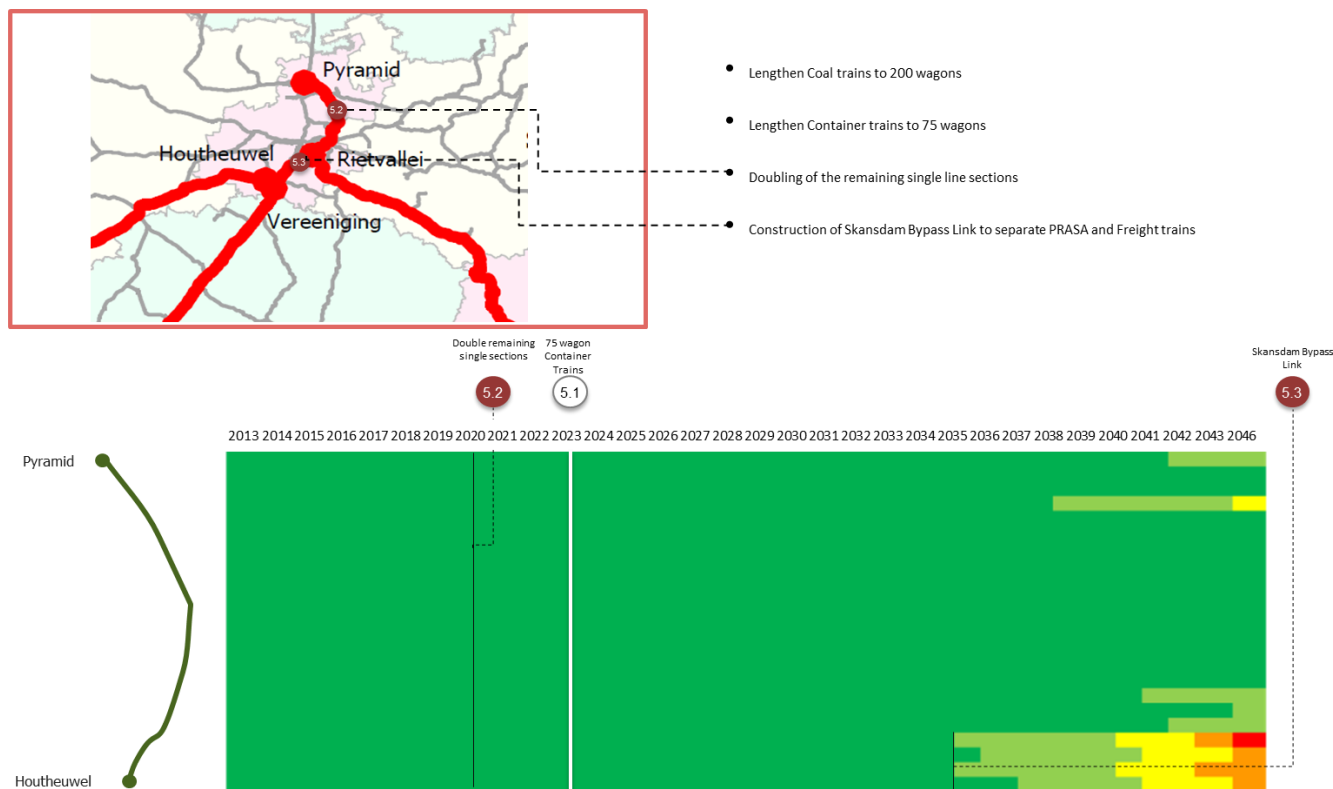 Pyramid
5.2
Houtheuwel
5.3
Rietvallei
Vereeniging
Lengthen Coal trains to 200 wagons
Lengthen Container trains to 75 wagons
Doubling of the remaining single line sections
Construction of Skansdam Bypass Link to separate PRASA and Freight trains
Double remaining
single sections
5.2
75 wagon
Container
Trains
5.1
Skansdam Bypass
Link
5.3
2013 2014 2015 2016 2017 2018 2019 2020 2021 2022 2023 2024 2025 2026 2027 2028 2029 2030 2031 2032 2033 2034 2035 2036 2037 2038 2039 2040 2041 2042 2043 2046
Pyramid
Houtheuwel